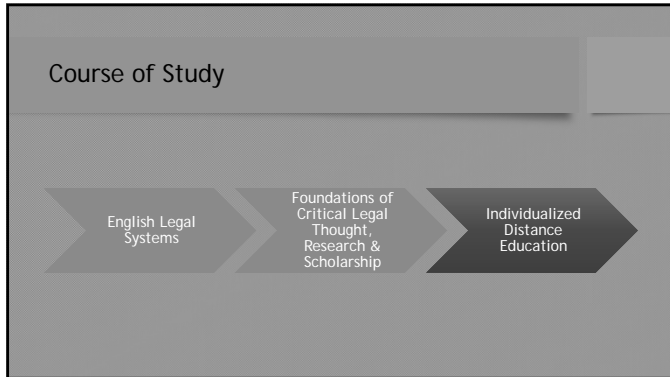 Course of Study
English Legal
Systems
Foundations of
Critical Legal
Thought,
Research &
Scholarship
Individualized
Distance
Education